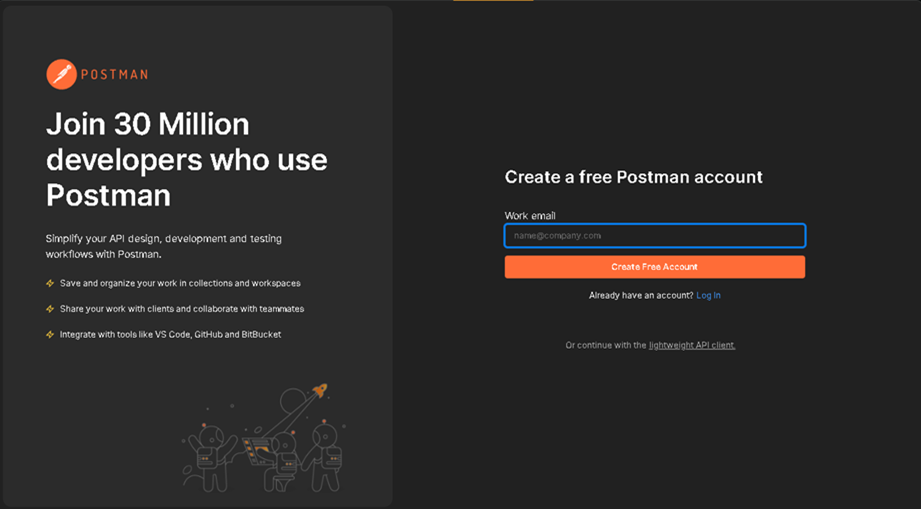 POSTMAN
Join 30 Million
developers who use
Postman
Simplify your API design, development and testing
workflows with Postman.
Save and organize your work in collections and workspaces
Share your work with clients and collaborate with teammates
Integrate with tools like VS Code, GitHub and BitBucket
Create a free Postman account
Work email
name@company.com
Create Free Account
Already have an account? Log In
Or continue with the lightweight API client.